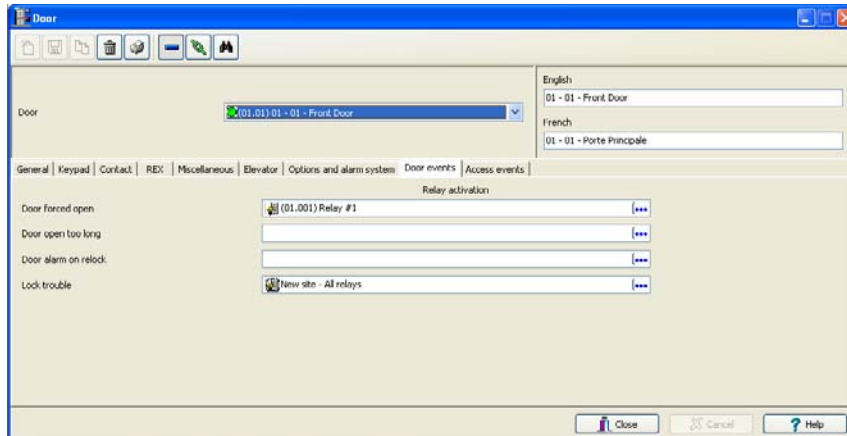 Door
English
01 - 01 - Front Door
Door
(01.01) 01 - 01 - Front Door
French
01 - 01 - Porte Principale
General Keypad Contact REX Miscellaneous Elevator Options and alarm system Door events Access events
Relay activation
Door forced open (01.001) Relay #1
Door open too long
Door alarm on relock
Lock trouble New site - All relays
Close Cancel ? Help